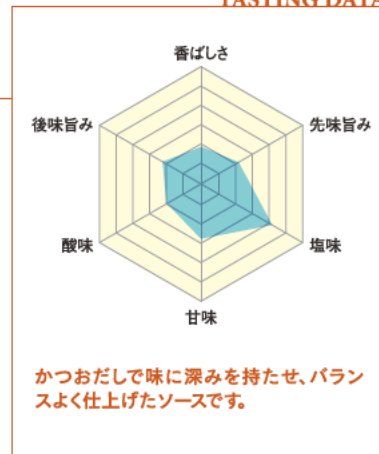 TASTING DATA
香ばしさ
後味旨み
先味旨み
酸味
塩味
甘味
かつおだしで味に深みを持たせ、バラン
スよく仕上げたソースです。